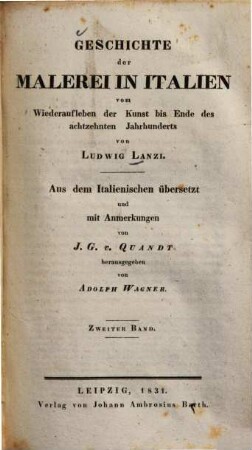 GESCHICHTE
der
MALEREI IN ITALIEN
vom
Wiederaufleben der Kunst bis Ende des
achtzehnten Jahrhunderts
von
LUDWIG LANZI.
Aus dem Italienischen übersetzt
und
mit Anmerkungen
von
J. G. v. QUANDT
herausgegeben
von
ADOLPH WAGNER.
ZWEITER BAND.
LEIPZIG, 1831.
Verlag von Johann Ambrosius Barth.